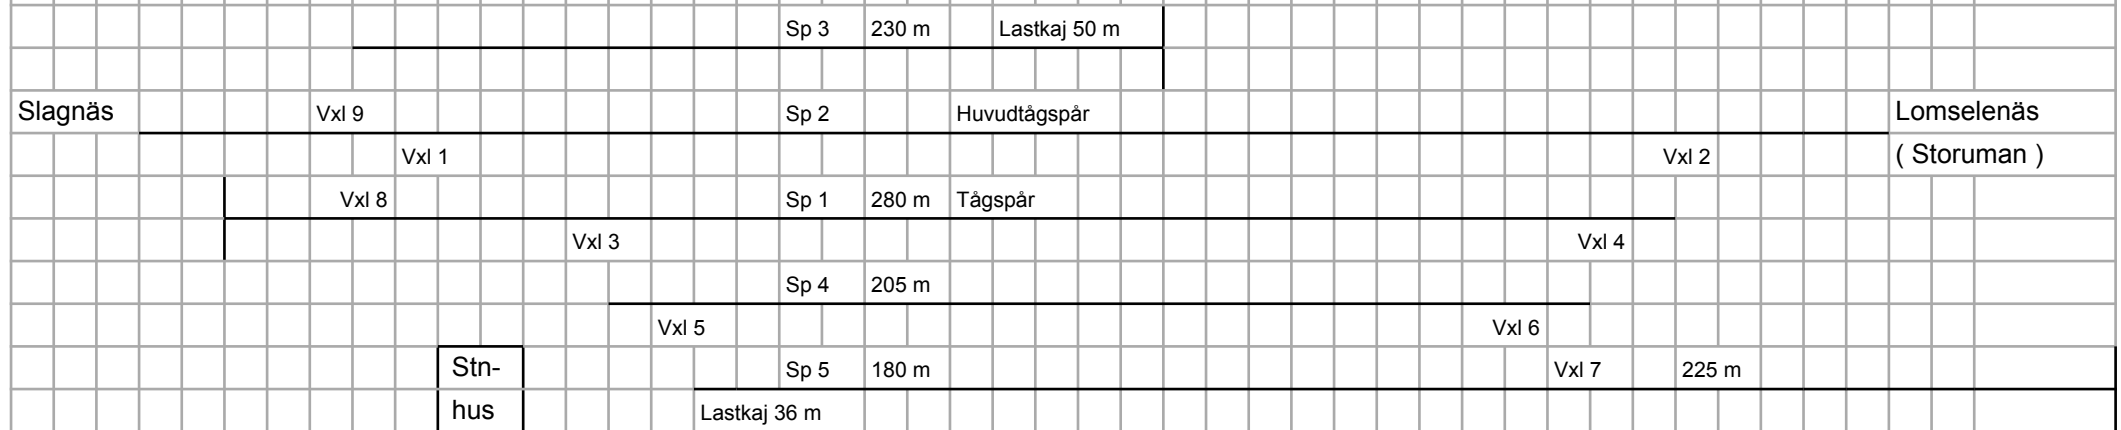 Sp 3 230 m Lastkaj 50 m
Slagnäs Vxl 9 Sp 2 Huvudtågspår Lomselenäs
Vxl 1 Vxl 2 ( Storuman )
Vxl 8 Sp 1 280 m Tågspår
Vxl 3 Vxl 4
Sp 4 205 m
Vxl 5 Vxl 6
Stn- Sp 5 180 m Vxl 7 225 m
hus Lastkaj 36 m